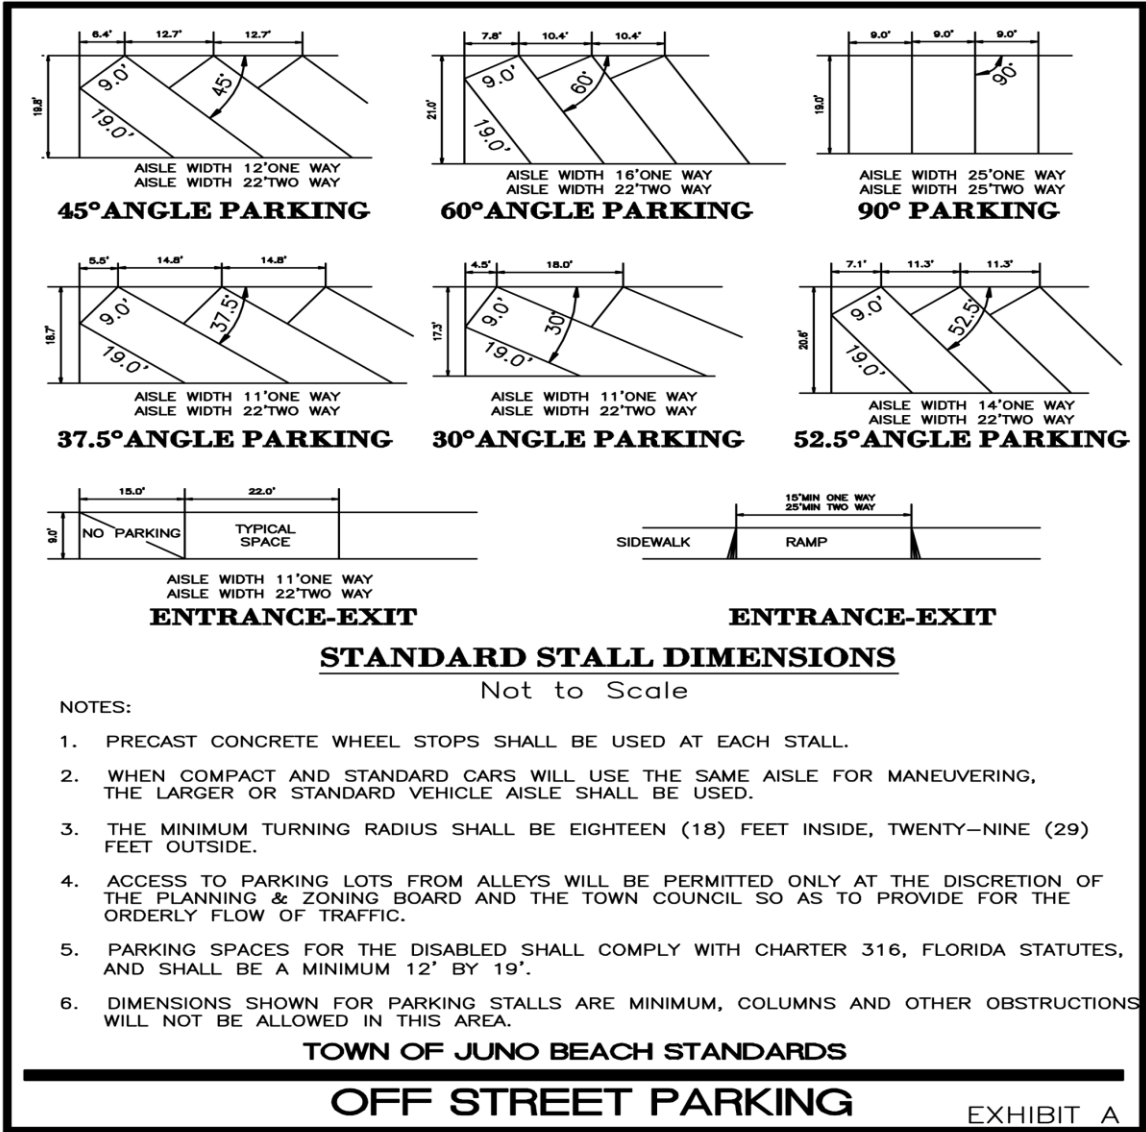 6.4' 12.7' 12.7'
19.8'
9.0'
45°
19.0'
AISLE WIDTH 12'ONE WAY
AISLE WIDTH 22'TWO WAY
45°ANGLE PARKING
7.8' 10.4' 10.4'
21.0'
9.0'
60°
19.0'
AISLE WIDTH 16'ONE WAY
AISLE WIDTH 22'TWO WAY
60°ANGLE PARKING
9.0' 9.0' 9.0'
19.0'
90°
AISLE WIDTH 25'ONE WAY
AISLE WIDTH 25'TWO WAY
90° PARKING
5.5' 14.8' 14.8'
18.7'
9.0'
37.5°
19.0'
AISLE WIDTH 11'ONE WAY
AISLE WIDTH 22'TWO WAY
37.5°ANGLE PARKING
4.5' 18.0'
17.3'
9.0'
30°
19.0'
AISLE WIDTH 11'ONE WAY
AISLE WIDTH 22'TWO WAY
30°ANGLE PARKING
7.1' 11.3' 11.3'
20.6'
9.0'
52.5°
19.0'
AISLE WIDTH 14'ONE WAY
AISLE WIDTH 22'TWO WAY
52.5°ANGLE PARKING
15.0' 22.0'
9.0'
NO PARKING
TYPICAL
SPACE
AISLE WIDTH 11'ONE WAY
AISLE WIDTH 22'TWO WAY
ENTRANCE-EXIT
15'MIN ONE WAY
25'MIN TWO WAY
SIDEWALK RAMP
ENTRANCE-EXIT
STANDARD STALL DIMENSIONS
Not to Scale
NOTES:
1. PRECAST CONCRETE WHEEL STOPS SHALL BE USED AT EACH STALL.
2. WHEN COMPACT AND STANDARD CARS WILL USE THE SAME AISLE FOR MANEUVERING,
THE LARGER OR STANDARD VEHICLE AISLE SHALL BE USED.
3. THE MINIMUM TURNING RADIUS SHALL BE EIGHTEEN (18) FEET INSIDE, TWENTY-NINE (29)
FEET OUTSIDE.
4. ACCESS TO PARKING LOTS FROM ALLEYS WILL BE PERMITTED ONLY AT THE DISCRETION OF
THE PLANNING & ZONING BOARD AND THE TOWN COUNCIL SO AS TO PROVIDE FOR THE
ORDERLY FLOW OF TRAFFIC.
5. PARKING SPACES FOR THE DISABLED SHALL COMPLY WITH CHARTER 316, FLORIDA STATUTES,
AND SHALL BE A MINIMUM 12' BY 19'.
6. DIMENSIONS SHOWN FOR PARKING STALLS ARE MINIMUM, COLUMNS AND OTHER OBSTRUCTIONS
WILL NOT BE ALLOWED IN THIS AREA.
TOWN OF JUNO BEACH STANDARDS
OFF STREET PARKING
EXHIBIT A